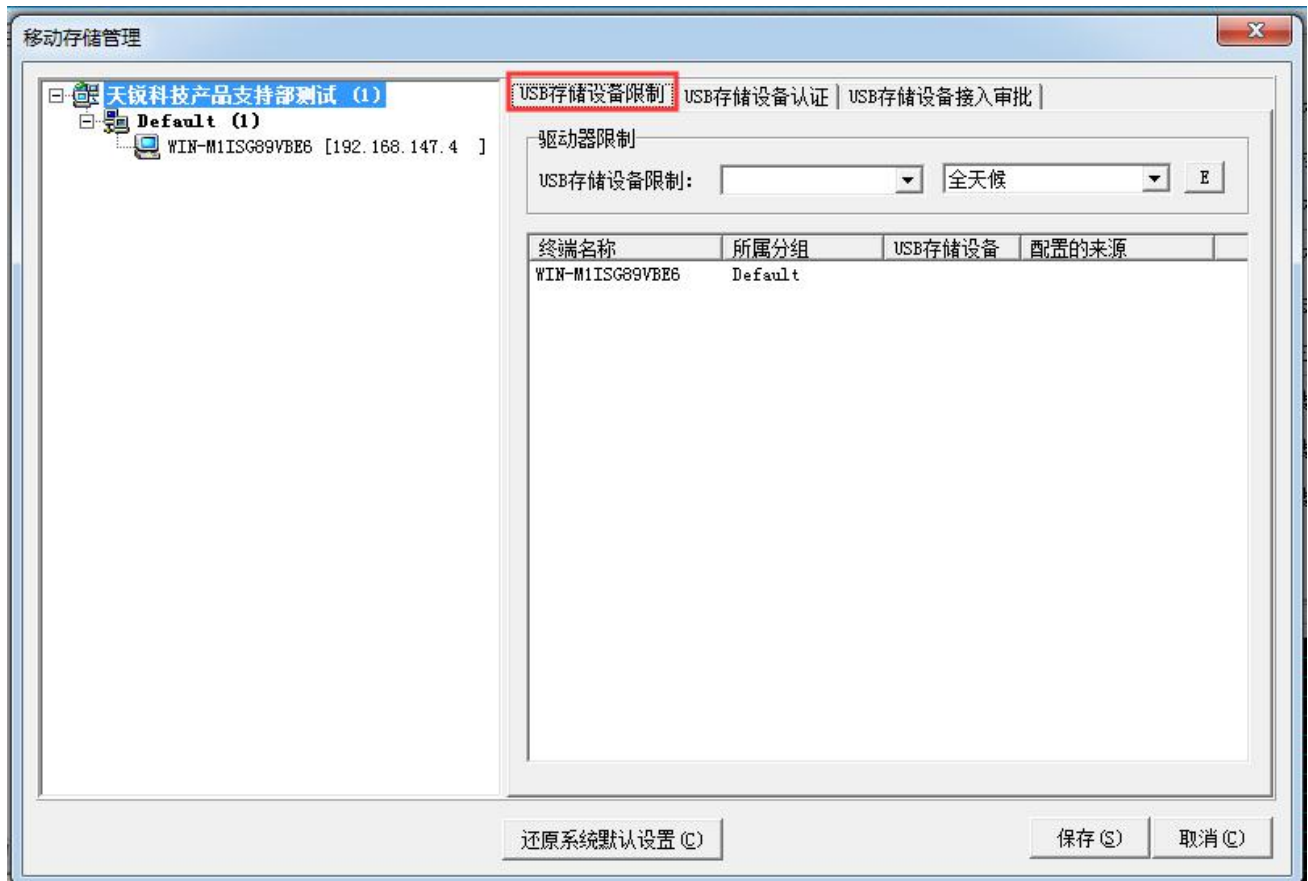 移动存储管理
天锐科技产品支持部测试 (1)
Default (1)
WIN-M1ISG89VBE6 [192.168.147.4 ]
USB存储设备限制 USB存储设备认证 USB存储设备接入审批
驱动器限制
USB存储设备限制: 全天候 E
终端名称 所属分组 USB存储设备 配置的来源
WIN-M1ISG89VBE6 Default
还原系统默认设置(C) 保存(S) 取消(C)